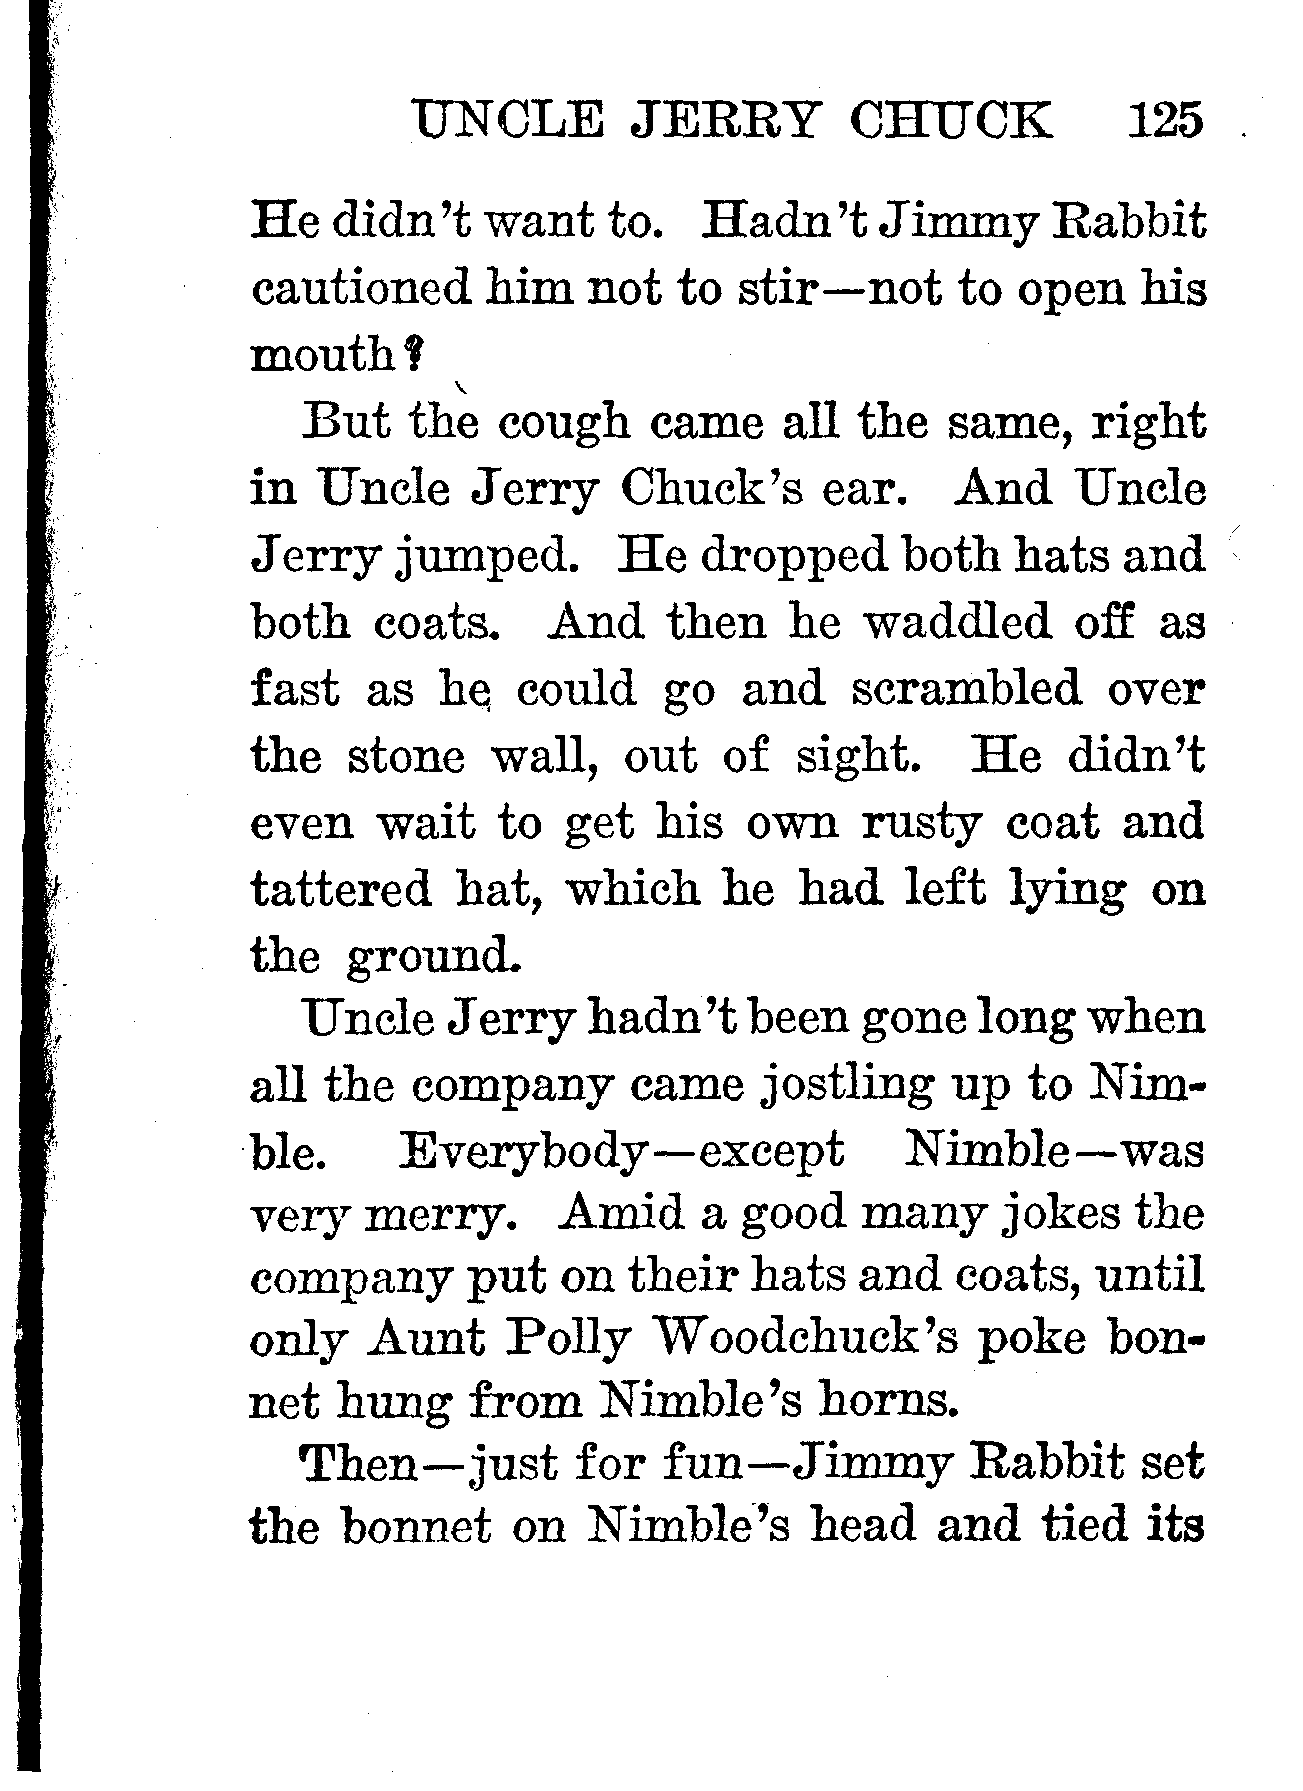 UNCLE JERRY CHUCK 125
He didn't want to. Hadn't Jimmy Rabbit
cautioned him not to stir—not to open his
mouth?
But the cough came all the same, right
in Uncle Jerry Chuck's ear. And Uncle
Jerry jumped. He dropped both hats and
both coats. And then he waddled off as
fast as he could go and scrambled over
the stone wall, out of sight. He didn't
even wait to get his own rusty coat and
tattered hat, which he had left lying on
the ground.
Uncle Jerry hadn't been gone long when
all the company came jostling up to Nim-
ble. Everybody—except Nimble—was
very merry. Amid a good many jokes the
company put on their hats and coats, until
only Aunt Polly Woodchuck's poke bon-
net hung from Nimble's horns.
Then—just for fun—Jimmy Rabbit set
the bonnet on Nimble's head and tied its